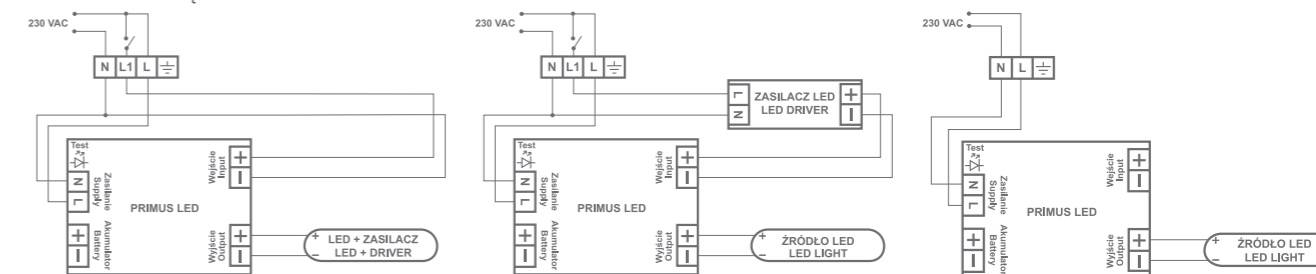 230 VAC
N L1 L
Test
N
L
Zasilanie
Supply
Akumulator
Battery
+
−
PRIMUS LED
Wejście
Input
+
−
Wyjście
Output
+
−
+ LED + ZASILACZ
− LED + DRIVER
230 VAC
N L1 L
L
N
ZASILACZ LED
LED DRIVER
+
−
Test
N
L
Zasilanie
Supply
Akumulator
Battery
+
−
PRIMUS LED
Wejście
Input
+
−
Wyjście
Output
+
−
+ ŹRÓDŁO LED
− LED LIGHT
230 VAC
N L
Test
N
L
Zasilanie
Supply
Akumulator
Battery
+
−
PRIMUS LED
Wejście
Input
+
−
Wyjście
Output
+
−
+ ŹRÓDŁO LED
− LED LIGHT